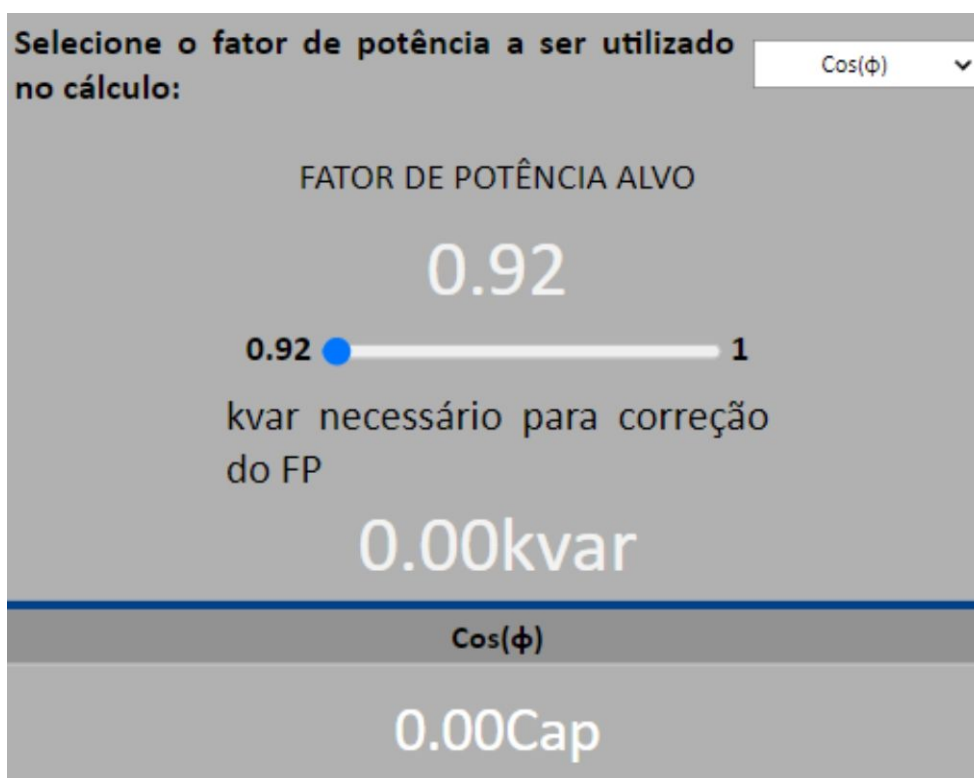 Selecione o fator de potência a ser utilizado
no cálculo:
Cos(ф)
FATOR DE POTÊNCIA ALVO
0.92
0.92 1
kvar necessário para correção
do FP
0.00kvar
Cos(ф)
0.00Cap